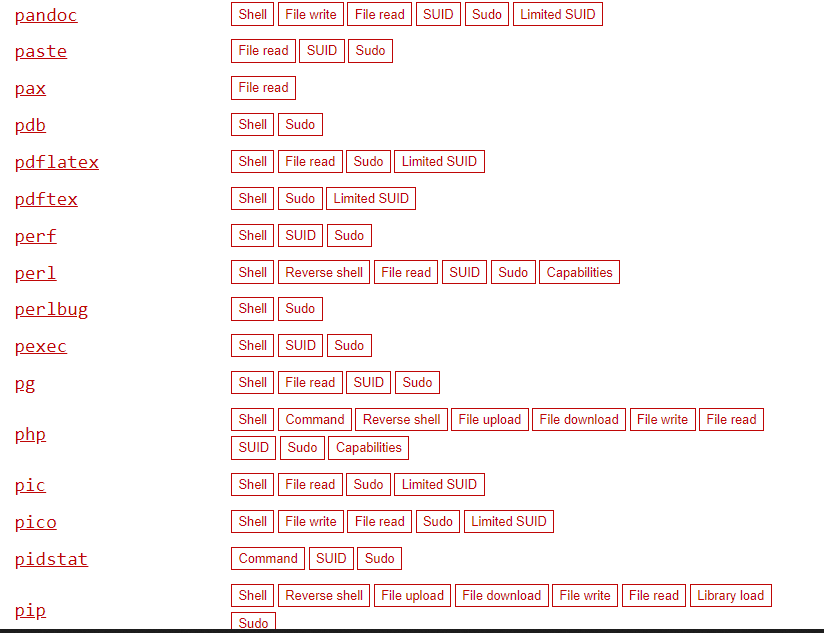 pandoc Shell File write File read SUID Sudo Limited SUID
paste File read SUID Sudo
pax File read
pdb Shell Sudo
pdflatex Shell File read Sudo Limited SUID
pdftex Shell Sudo Limited SUID
perf Shell SUID Sudo
perl Shell Reverse shell File read SUID Sudo Capabilities
perlbug Shell Sudo
pexec Shell SUID Sudo
pg Shell File read SUID Sudo
php Shell Command Reverse shell File upload File download File write File read
SUID Sudo Capabilities
pic Shell File read Sudo Limited SUID
pico Shell File write File read Sudo Limited SUID
pidstat Command SUID Sudo
pip Shell Reverse shell File upload File download File write File read Library load
Sudo